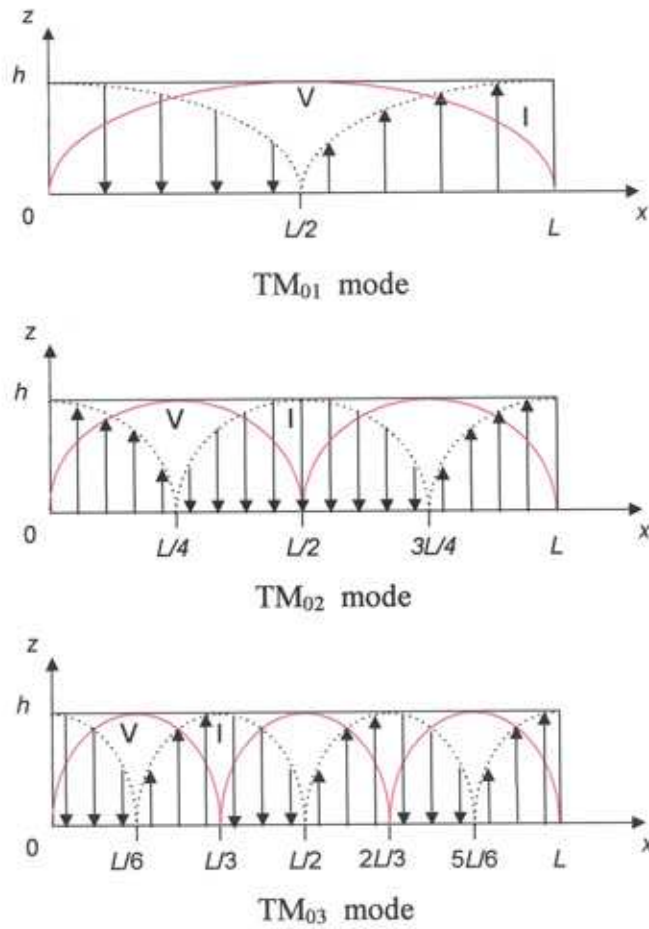 z
h
V
I
0
L/2
L
x
TM₀₁ mode
z
h
V
I
0
L/4
L/2
3L/4
L
x
TM₀₂ mode
z
h
V
I
0
L/6
L/3
L/2
2L/3
5L/6
L
x
TM₀₃ mode